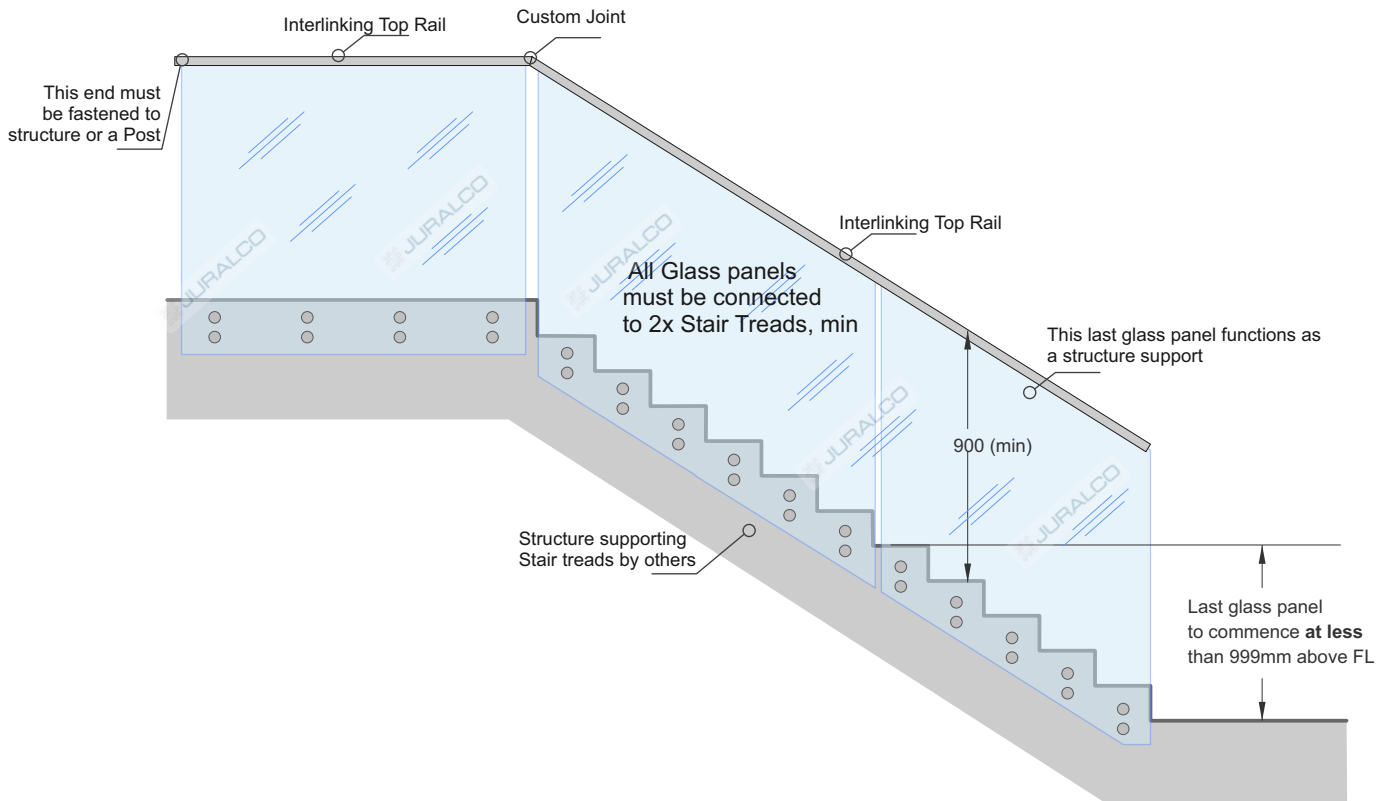 Interlinking Top Rail
Custom Joint
This end must
be fastened to
structure or a Post
JURALCO
JURALCO
JURALCO
Interlinking Top Rail
All Glass panels
must be connected
to 2x Stair Treads, min
This last glass panel functions as
a structure support
900 (min)
JURALCO
JURALCO
Structure supporting
Stair treads by others
Last glass panel
to commence at less
than 999mm above FL